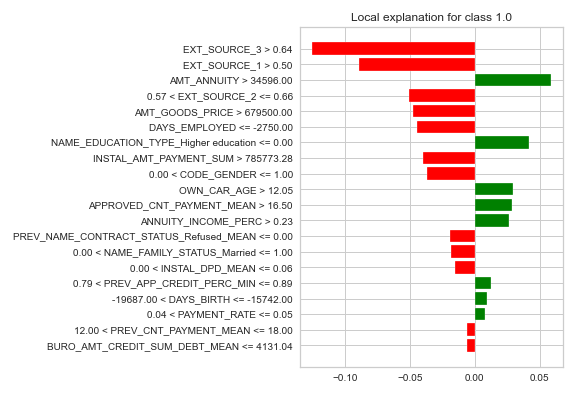 Local explanation for class 1.0
EXT_SOURCE_3 > 0.64
EXT_SOURCE_1 > 0.50
AMT_ANNUITY > 34596.00
0.57 < EXT_SOURCE_2 <= 0.66
AMT_GOODS_PRICE > 679500.00
DAYS_EMPLOYED <= -2750.00
NAME_EDUCATION_TYPE_Higher education <= 0.00
INSTAL_AMT_PAYMENT_SUM > 785773.28
0.00 < CODE_GENDER <= 1.00
OWN_CAR_AGE > 12.05
APPROVED_CNT_PAYMENT_MEAN > 16.50
ANNUITY_INCOME_PERC > 0.23
PREV_NAME_CONTRACT_STATUS_Refused_MEAN <= 0.00
0.00 < NAME_FAMILY_STATUS_Married <= 1.00
0.00 < INSTAL_DPD_MEAN <= 0.06
0.79 < PREV_APP_CREDIT_PERC_MIN <= 0.89
-19687.00 < DAYS_BIRTH <= -15742.00
0.04 < PAYMENT_RATE <= 0.05
12.00 < PREV_CNT_PAYMENT_MEAN <= 18.00
BURO_AMT_CREDIT_SUM_DEBT_MEAN <= 4131.04
−0.10 −0.05 0.00 0.05